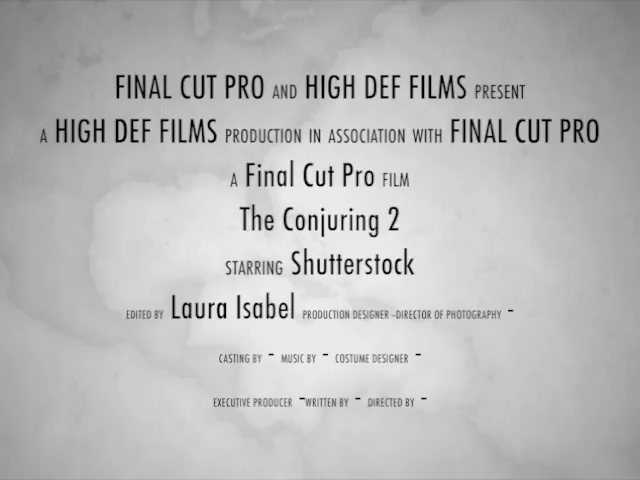 FINAL CUT PRO AND HIGH DEF FILMS PRESENT
A HIGH DEF FILMS PRODUCTION IN ASSOCIATION WITH FINAL CUT PRO
A Final Cut Pro FILM
The Conjuring 2
STARRING Shutterstock
EDITED BY Laura Isabel PRODUCTION DESIGNER -DIRECTOR OF PHOTOGRAPHY -
CASTING BY - MUSIC BY - COSTUME DESIGNER -
EXECUTIVE PRODUCER -WRITTEN BY - DIRECTED BY -